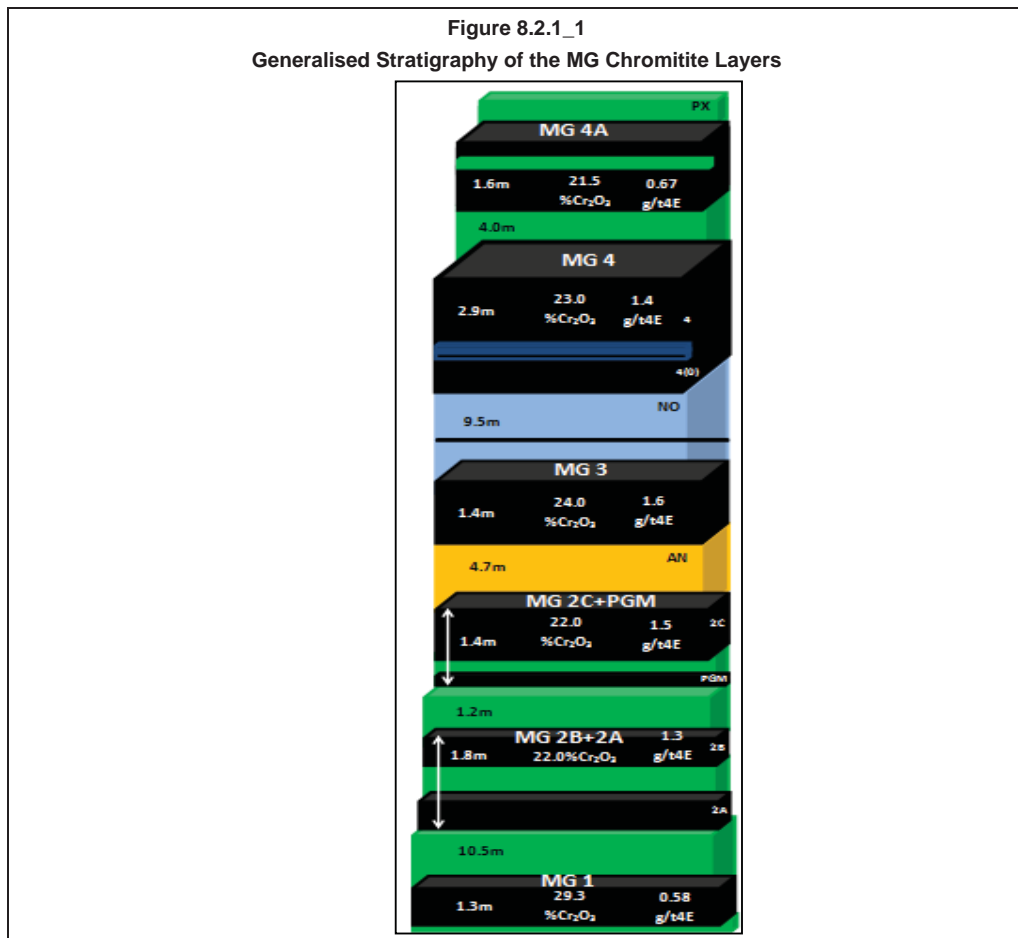 Figure 8.2.1_1
Generalised Stratigraphy of the MG Chromitite Layers
PX
MG 4A
1.6m 21.5 0.67
%Cr₂O₃ g/t4E
4.0m
MG 4
2.9m 23.0 1.4
%Cr₂O₃ g/t4E 4
4(0)
NO
9.5m
MG 3
1.4m 24.0 1.6
%Cr₂O₃ g/t4E
AN
4.7m
MG 2C+PGM
22.0 1.5 2C
1.4m %Cr₂O₃ g/t4E
PGM
1.2m
MG 2B+2A 1.3
1.8m 22.0%Cr₂O₃ g/t4E 2B
2A
10.5m
MG 1
1.3m 29.3 0.58
%Cr₂O₃ g/t4E